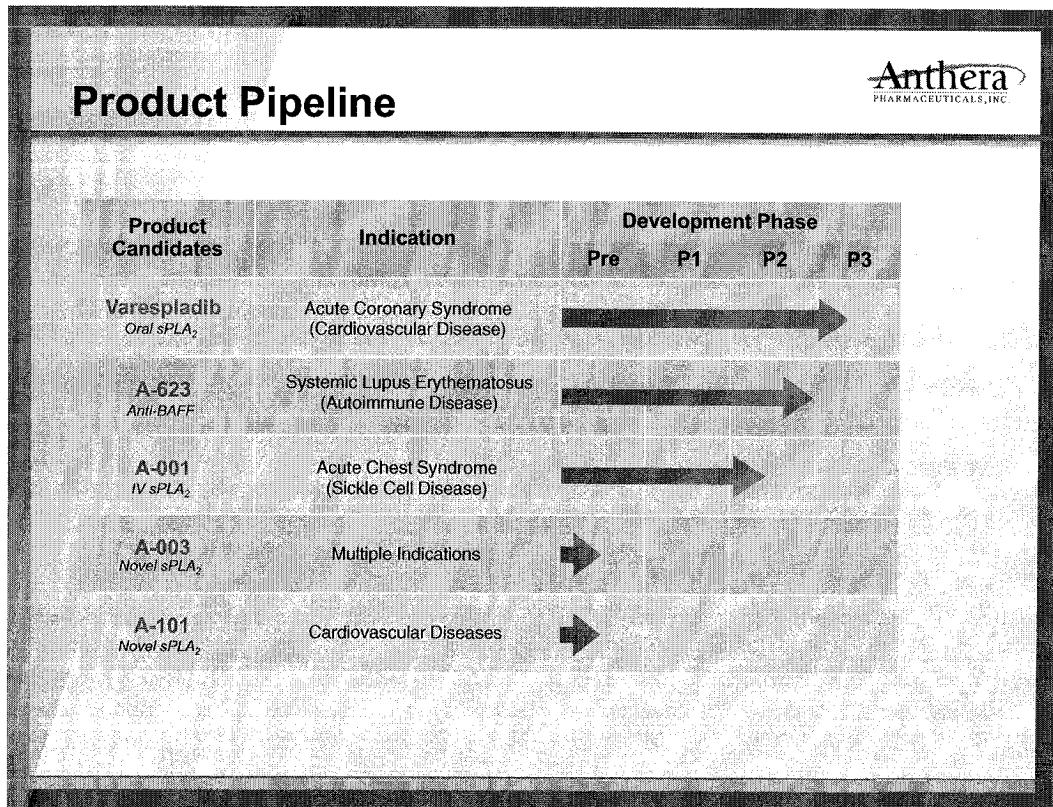 Product Pipeline
Anthera
PHARMACEUTICALS, INC.
Product
Candidates
Indication
Development Phase
Pre P1 P2 P3
Varespladib
Oral sPLA₂
Acute Coronary Syndrome
(Cardiovascular Disease)
A-623
Anti-BAFF
Systemic Lupus Erythematosus
(Autoimmune Disease)
A-001
IV sPLA₂
Acute Chest Syndrome
(Sickle Cell Disease)
A-003
Novel sPLA₂
Multiple Indications
A-101
Novel sPLA₂
Cardiovascular Diseases